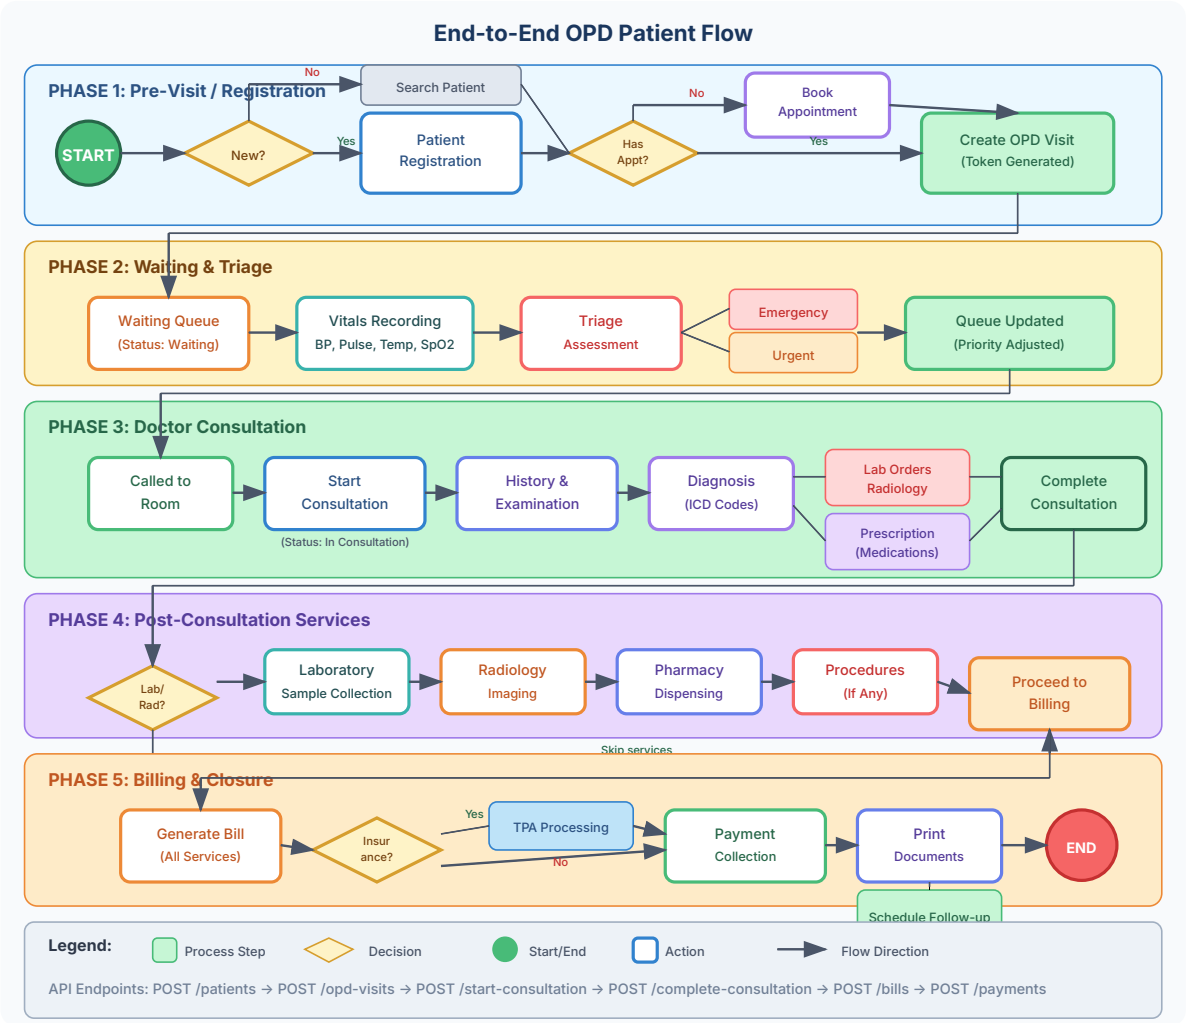 End-to-End OPD Patient Flow
PHASE 1: Pre-Visit / Registration
No
Search Patient
START
New?
Yes
Patient
Registration
Has
Appt?
No
Book
Appointment
Yes
Create OPD Visit
(Token Generated)
PHASE 2: Waiting & Triage
Waiting Queue
(Status: Waiting)
Vitals Recording
BP, Pulse, Temp, SpO2
Triage
Assessment
Emergency
Urgent
Queue Updated
(Priority Adjusted)
PHASE 3: Doctor Consultation
Called to
Room
Start
Consultation
(Status: In Consultation)
History &
Examination
Diagnosis
(ICD Codes)
Lab Orders
Radiology
Prescription
(Medications)
Complete
Consultation
PHASE 4: Post-Consultation Services
Lab/
Rad?
Laboratory
Sample Collection
Radiology
Imaging
Pharmacy
Dispensing
Procedures
(If Any)
Proceed to
Billing
Skip services
PHASE 5: Billing & Closure
Generate Bill
(All Services)
Insur
ance?
Yes
TPA Processing
No
Payment
Collection
Print
Documents
END
Schedule Follow-up
Legend:
Process Step
Decision
Start/End
Action
Flow Direction
API Endpoints: POST /patients → POST /opd-visits → POST /start-consultation → POST /complete-consultation → POST /bills → POST /payments